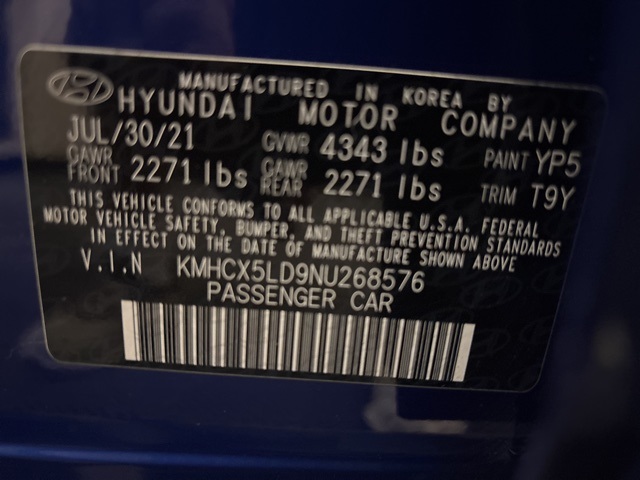 MANUFACTURED IN KOREA BY
HYUNDAI MOTOR COMPANY
JUL/30/21 GVWR 4343 lbs PAINT YP5
GAWR FRONT 2271 lbs GAWR REAR 2271 lbs TRIM T9Y
THIS VEHICLE CONFORMS TO ALL APPLICABLE U.S.A. FEDERAL
MOTOR VEHICLE SAFETY, BUMPER, AND THEFT PREVENTION STANDARDS
IN EFFECT ON THE DATE OF MANUFACTURE SHOWN ABOVE
V.I.N KMHCX5LD9NU268576
PASSENGER CAR